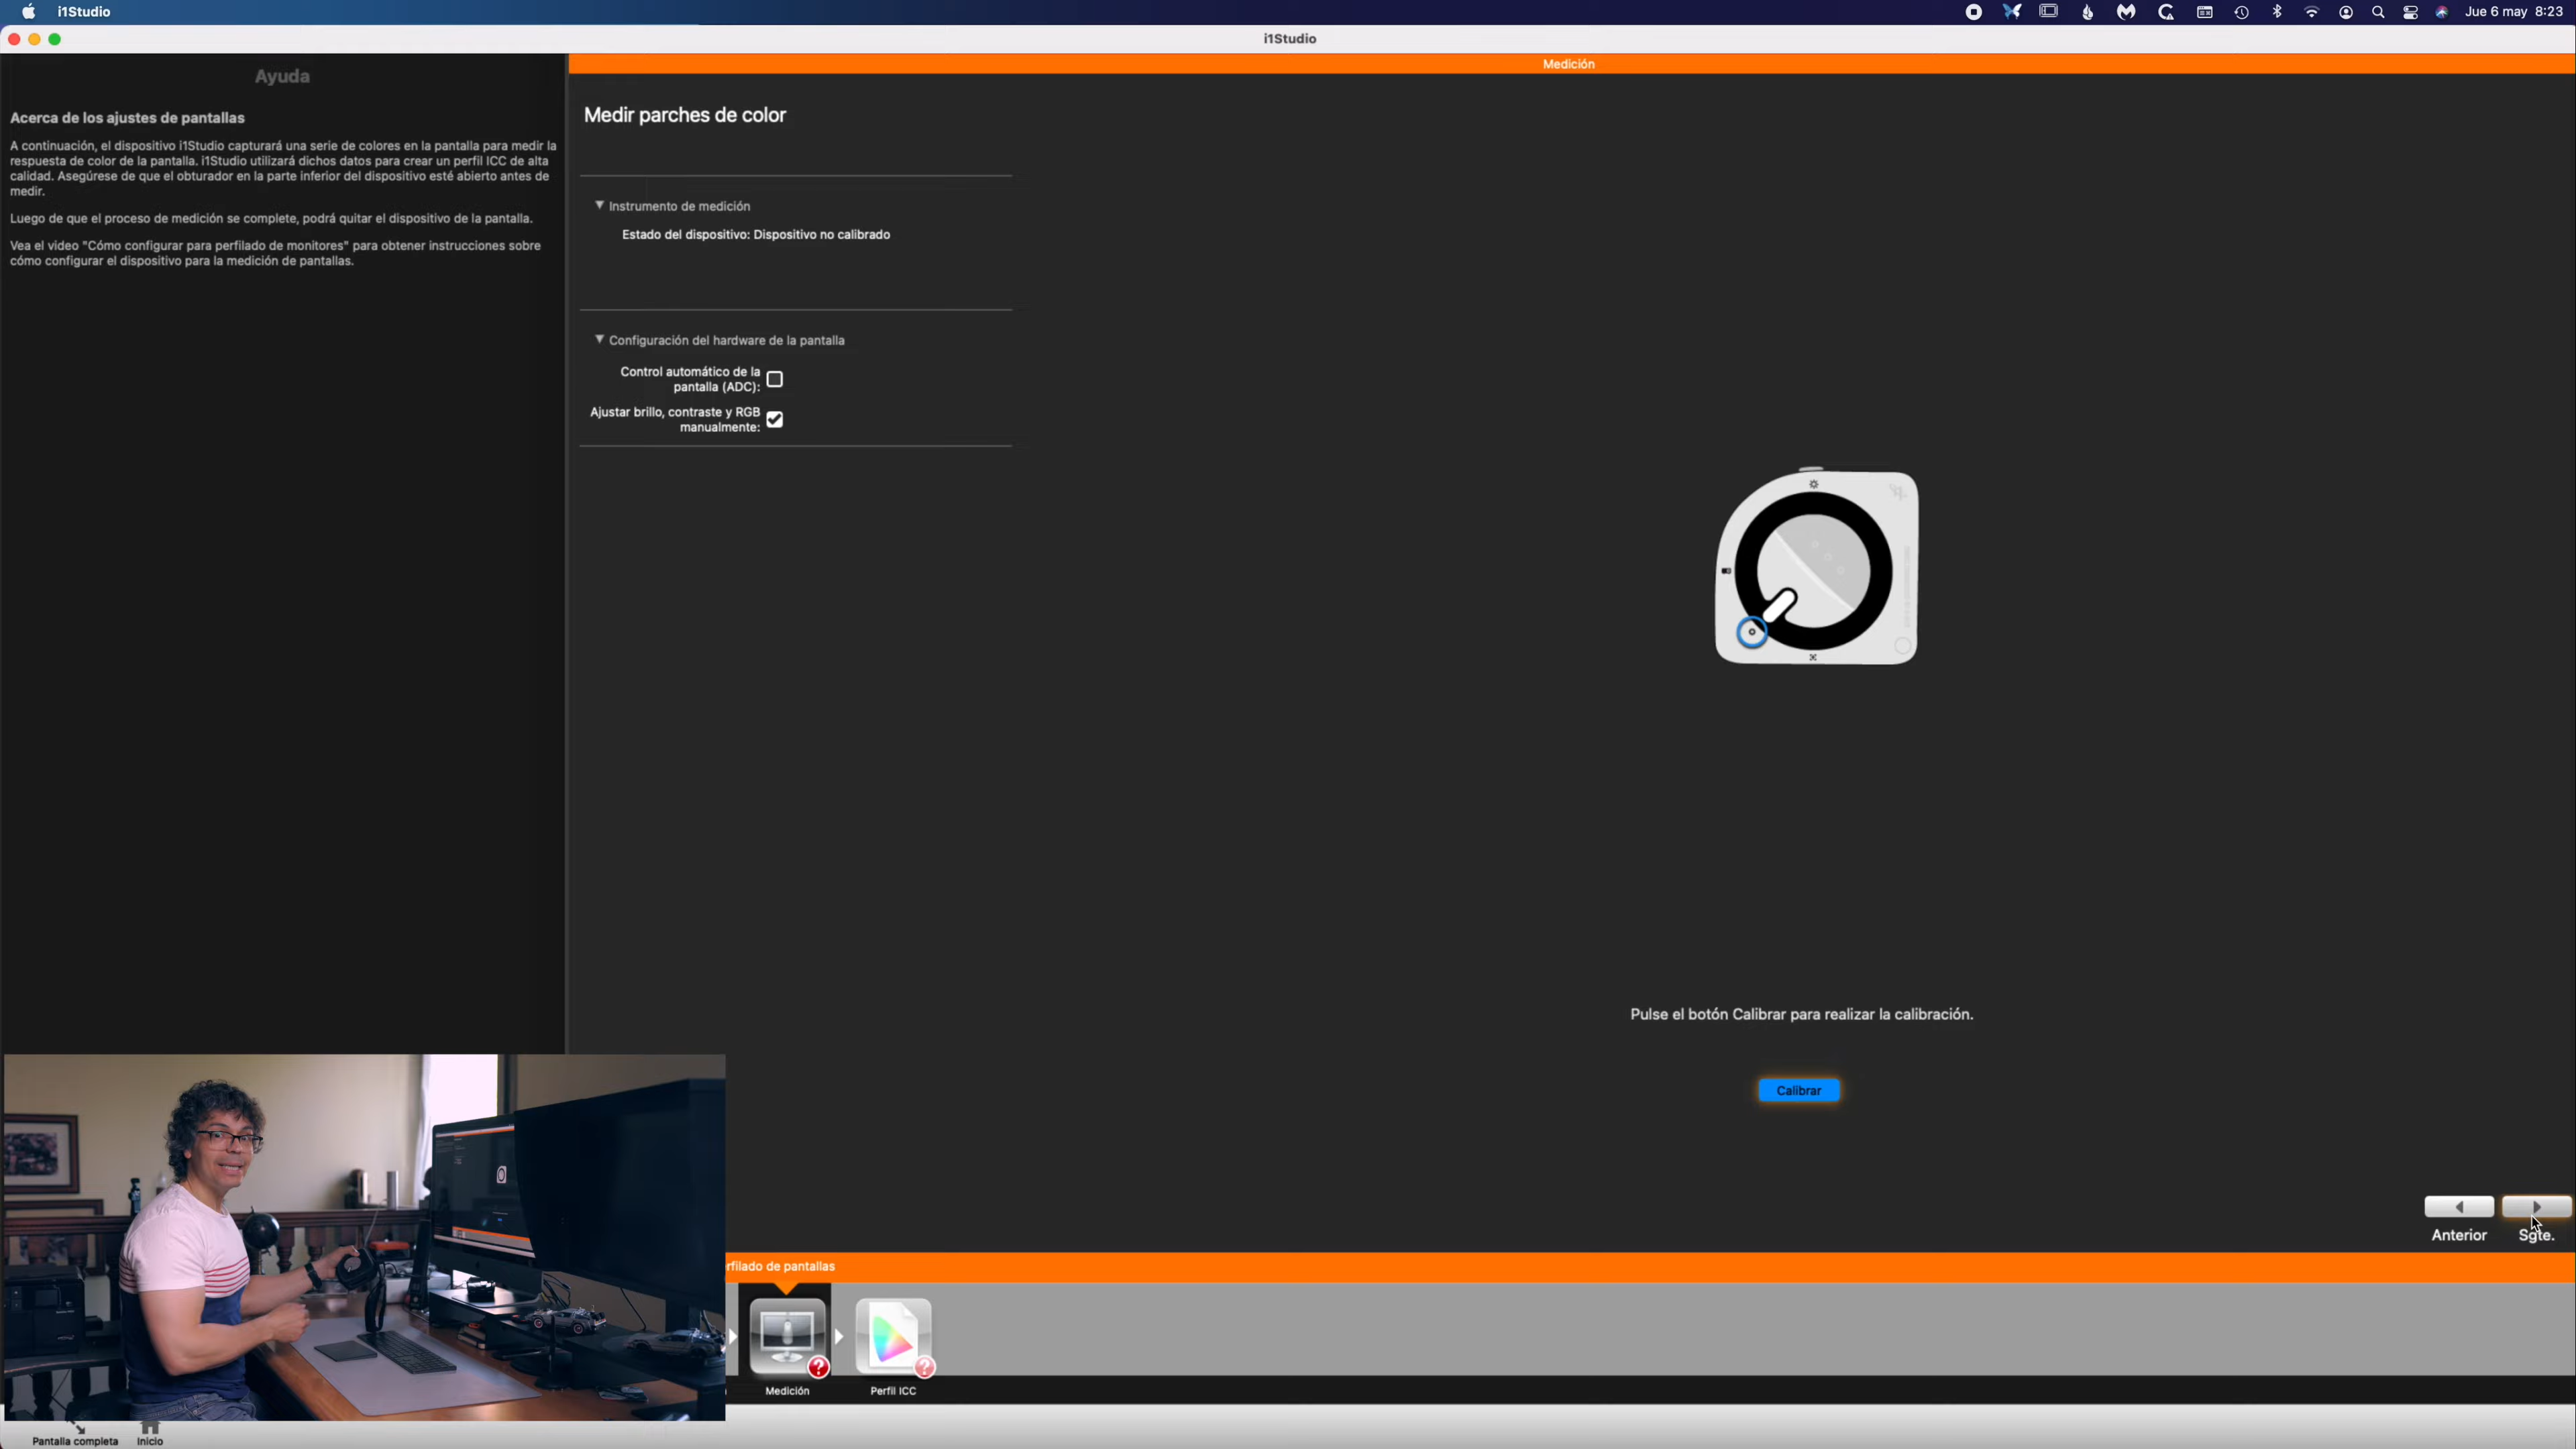 i1Studio
Jue 6 may 8:23
i1Studio
Ayuda
Acerca de los ajustes de pantallas
A continuación, el dispositivo i1Studio capturará una serie de colores en la pantalla para medir la
respuesta de color de la pantalla. i1Studio utilizará dichos datos para crear un perfil ICC de alta
calidad. Asegúrese de que el obturador en la parte inferior del dispositivo esté abierto antes de
medir.
Luego de que el proceso de medición se complete, podrá quitar el dispositivo de la pantalla.
Vea el video "Cómo configurar para perfilado de monitores" para obtener instrucciones sobre
cómo configurar el dispositivo para la medición de pantallas.
Medición
Medir parches de color
Instrumento de medición
Estado del dispositivo: Dispositivo no calibrado
Configuración del hardware de la pantalla
Control automático de la
pantalla (ADC):
Ajustar brillo, contraste y RGB
manualmente:
Pulse el botón Calibrar para realizar la calibración.
Calibrar
Anterior
Sgte.
rfilado de pantallas
Medición
Perfil ICC
Pantalla completa
Inicio